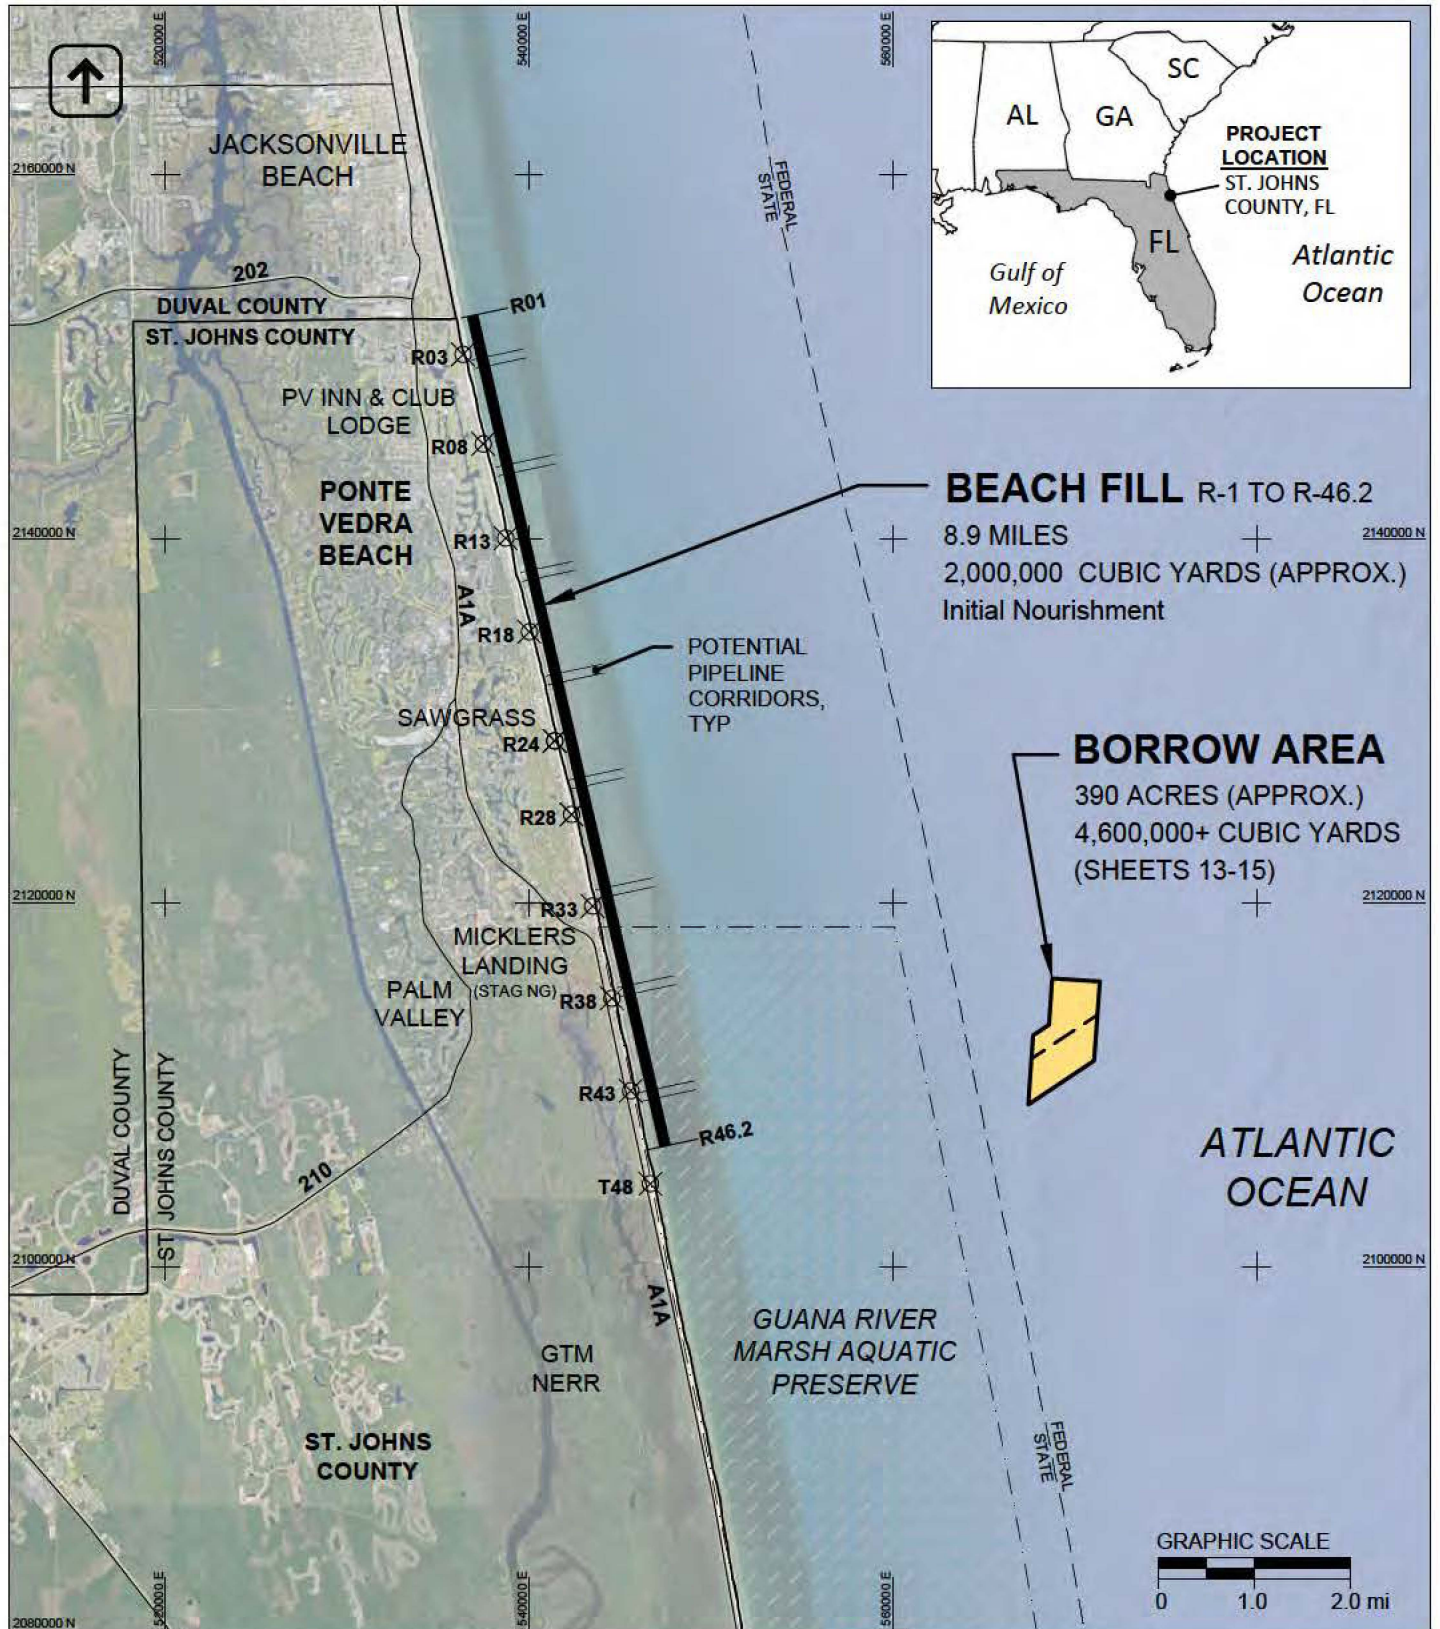 520000 E
540000 E
560000 E
JACKSONVILLE
BEACH
2160000 N
FEDERAL
STATE
AL
GA
SC
FL
PROJECT
LOCATION
ST. JOHNS
COUNTY, FL
Gulf of
Mexico
Atlantic
Ocean
202
DUVAL COUNTY
ST. JOHNS COUNTY
R01
R03
PV INN & CLUB
LODGE
R08
PONTE
VEDRA
BEACH
R13
2140000 N
A1A
R18
BEACH FILL R-1 TO R-46.2
8.9 MILES
2,000,000 CUBIC YARDS (APPROX.)
Initial Nourishment
2140000 N
POTENTIAL
PIPELINE
CORRIDORS,
TYP
SAWGRASS
R24
R28
BORROW AREA
390 ACRES (APPROX.)
4,600,000+ CUBIC YARDS
(SHEETS 13-15)
2120000 N
2120000 N
R33
MICKLERS
LANDING
(STAG NG)
R38
PALM
VALLEY
R43
R46.2
T48
DUVAL COUNTY
ST. JOHNS COUNTY
210
ATLANTIC
OCEAN
2100000 N
2100000 N
A1A
GUANA RIVER
MARSH AQUATIC
PRESERVE
GTM
NERR
ST. JOHNS
COUNTY
FEDERAL
STATE
GRAPHIC SCALE
0 1.0 2.0 mi
520000 E
540000 E
560000 E
2080000 N